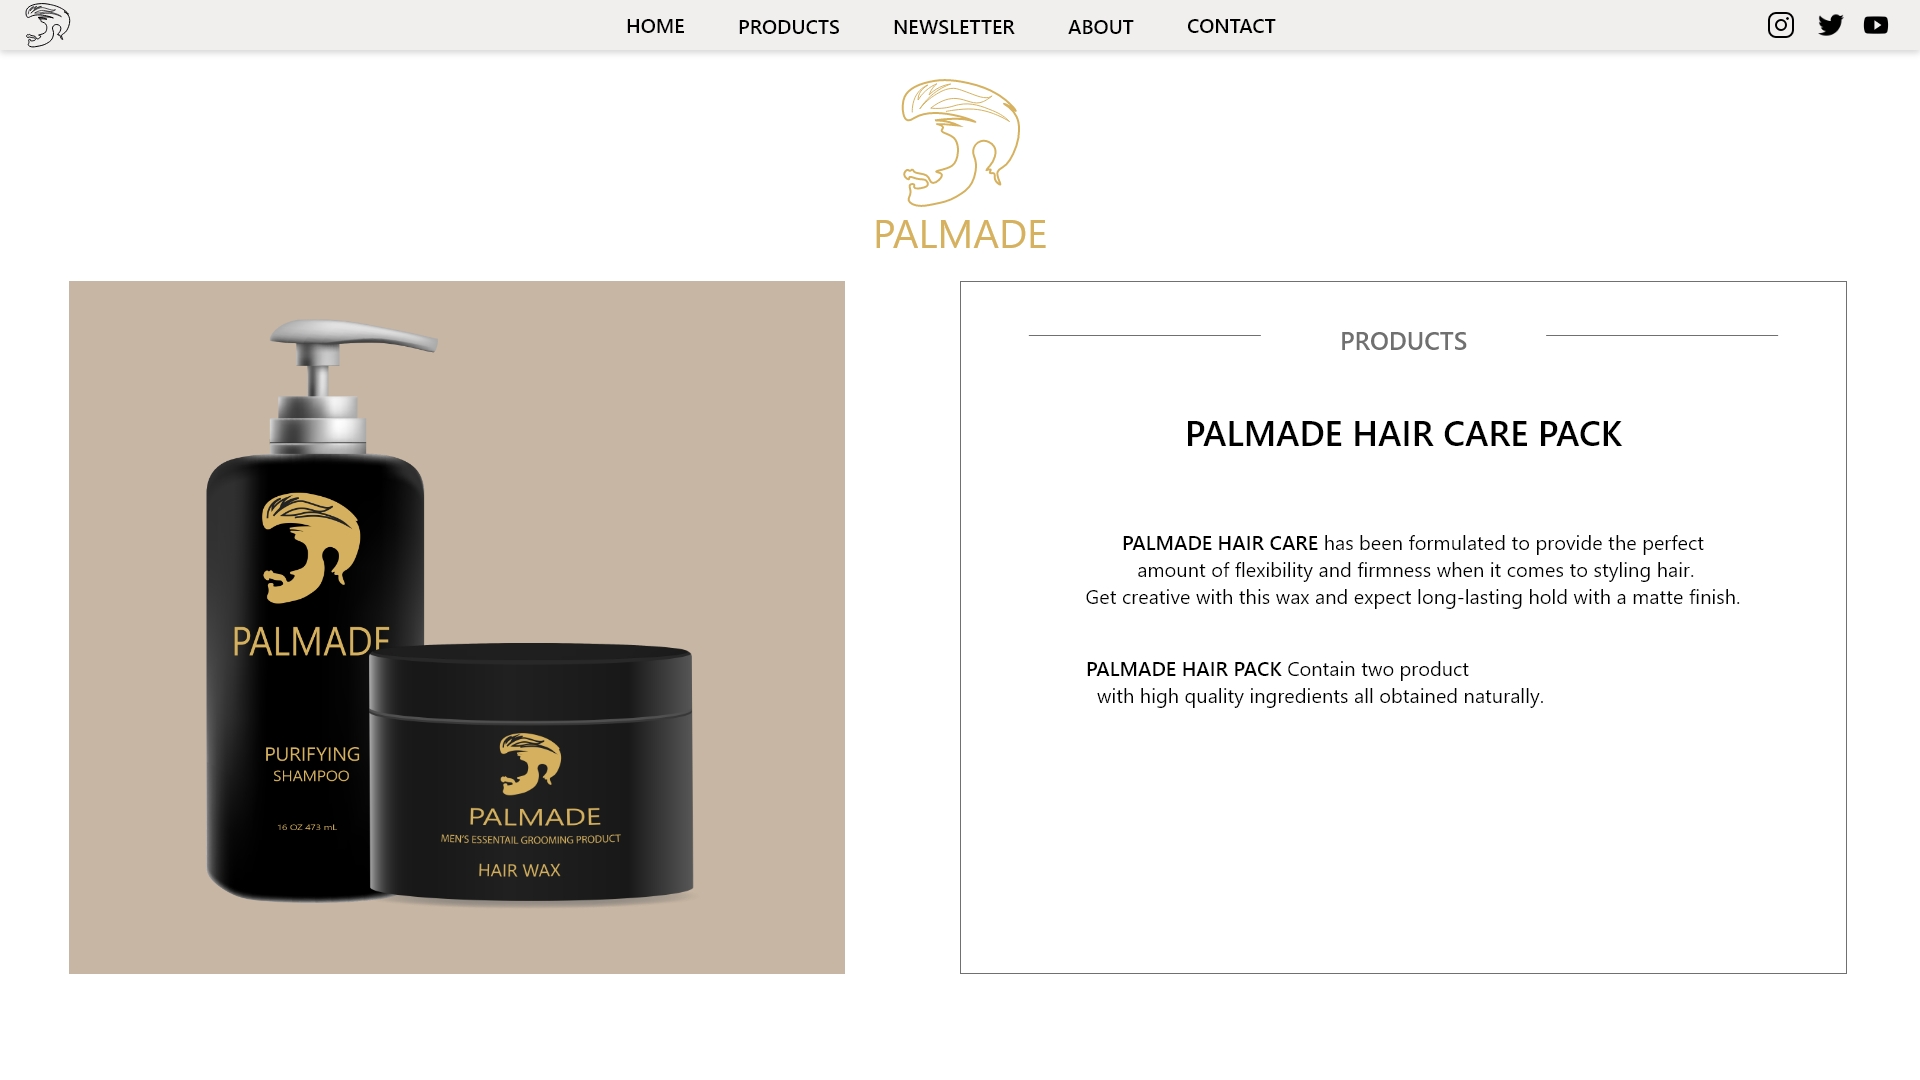 HOME PRODUCTS NEWSLETTER ABOUT CONTACT
PALMADE
PALMADE
PURIFYING
SHAMPOO
16 OZ 473 mL
PALMADE
MEN'S ESSENTAIL GROOMING PRODUCT
HAIR WAX
PRODUCTS
PALMADE HAIR CARE PACK
PALMADE HAIR CARE has been formulated to provide the perfect
amount of flexibility and firmness when it comes to styling hair.
Get creative with this wax and expect long-lasting hold with a matte finish.
PALMADE HAIR PACK Contain two product
with high quality ingredients all obtained naturally.